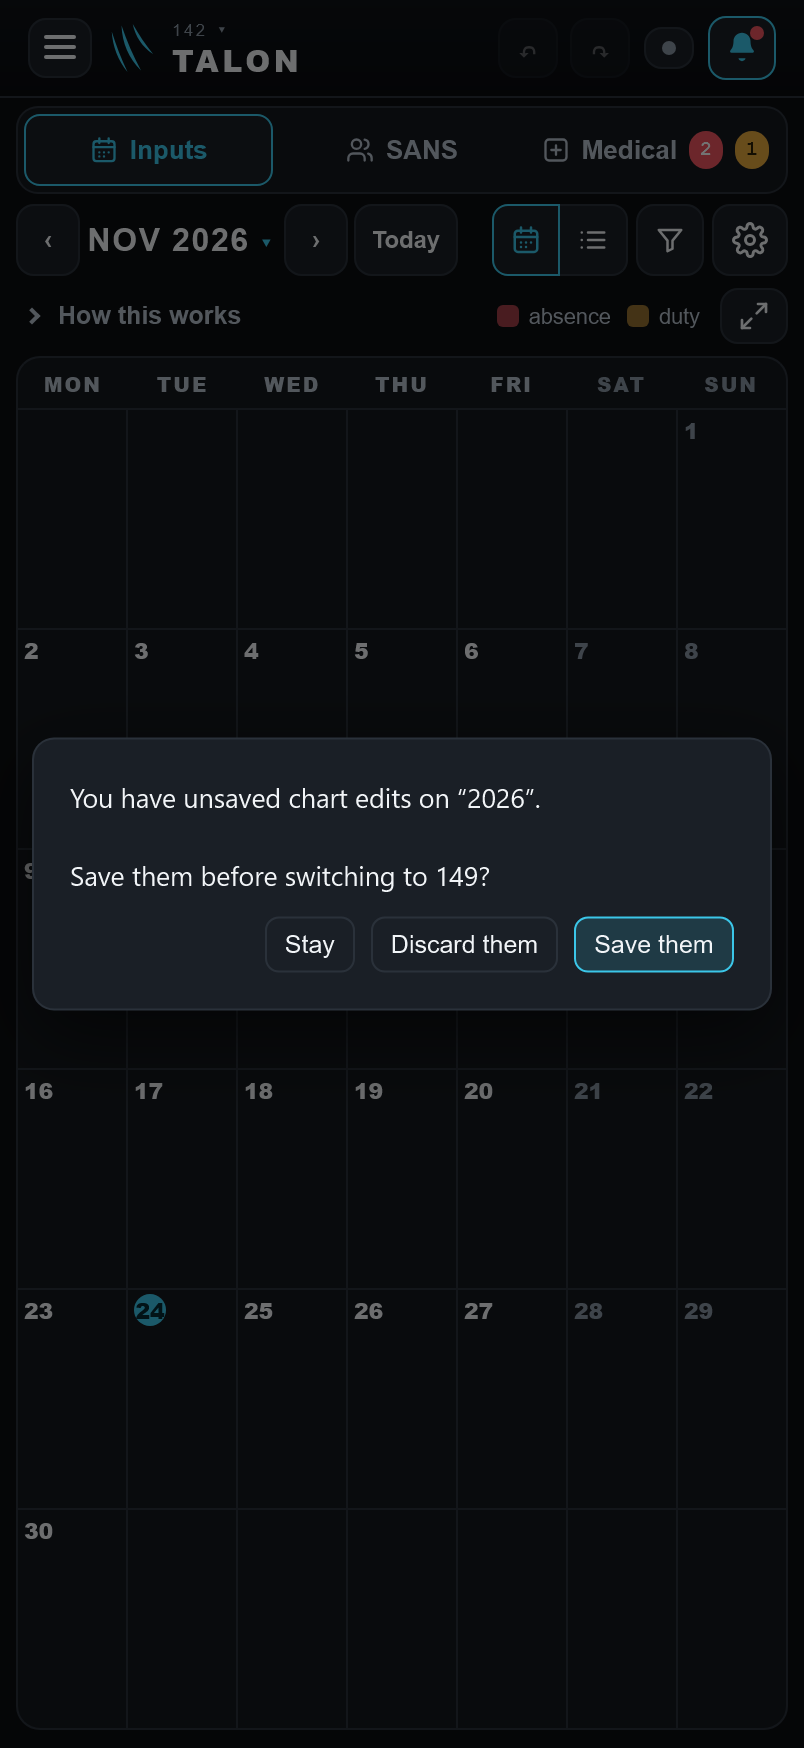 142 ▾
TALON
Inputs
SANS
Medical 2 1
‹ NOV 2026 ▾ › Today
How this works
absence duty
MON TUE WED THU FRI SAT SUN
1
2 3 4 5 6 7 8
9
You have unsaved chart edits on “2026”.
Save them before switching to 149?
Stay Discard them Save them
16 17 18 19 20 21 22
23 24 25 26 27 28 29
30